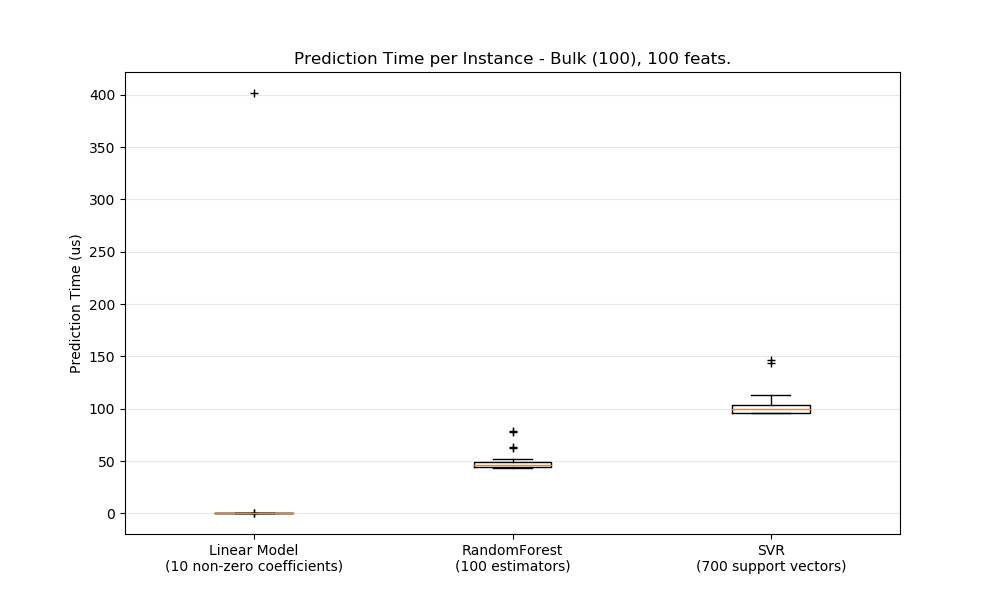 Prediction Time per Instance - Bulk (100), 100 feats.
400
350
300
250
200
150
100
50
0
Prediction Time (us)
Linear Model
(10 non-zero coefficients)
RandomForest
(100 estimators)
SVR
(700 support vectors)